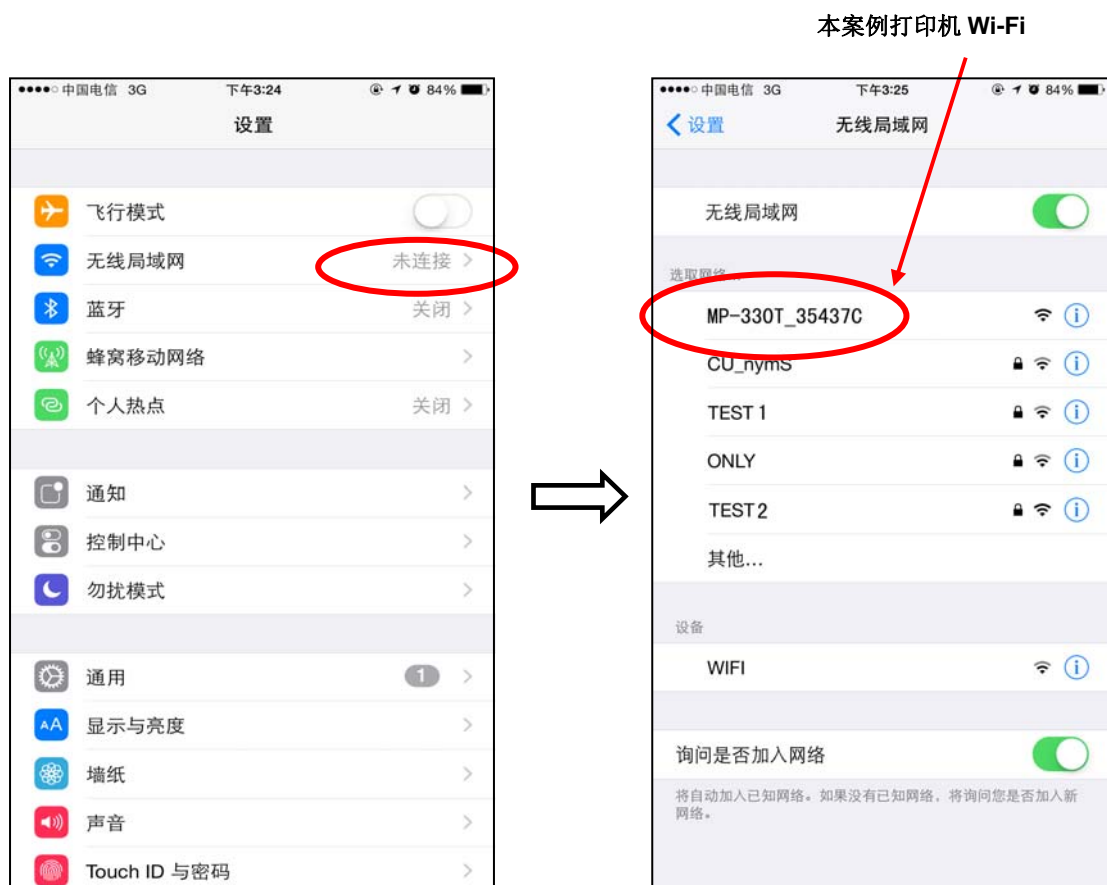 本案例打印机 Wi-Fi
中国电信 3G 下午3:24 84%
设置
飞行模式
无线局域网 未连接
蓝牙 关闭
蜂窝移动网络
个人热点 关闭
通知
控制中心
勿扰模式
通用 1
AA 显示与亮度
墙纸
声音
Touch ID 与密码
中国电信 3G 下午3:25 84%
设置 无线局域网
无线局域网
选取网络...
MP-330T_35437C
CU_nymS
TEST 1
ONLY
TEST 2
其他...
设备
WIFI
询问是否加入网络
将自动加入已知网络。如果没有已知网络，将询问您是否加入新
网络。